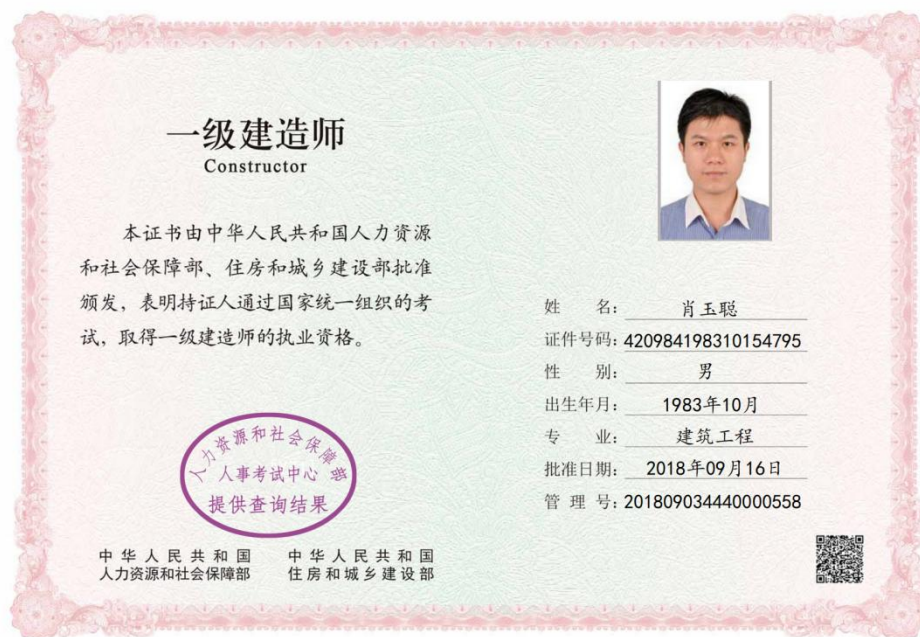 一级建造师
Constructor
本证书由中华人民共和国人力资源
和社会保障部、住房和城乡建设部批准
颁发，表明持证人通过国家统一组织的考
试，取得一级建造师的执业资格。
人力资源和社会保障部
人事考试中心
提供查询结果
中华人民共和国
人力资源和社会保障部
中华人民共和国
住房和城乡建设部
姓 名： 肖玉聪
证件号码：420984198310154795
性 别： 男
出生年月： 1983年10月
专 业： 建筑工程
批准日期： 2018年09月16日
管 理 号：201809034440000558